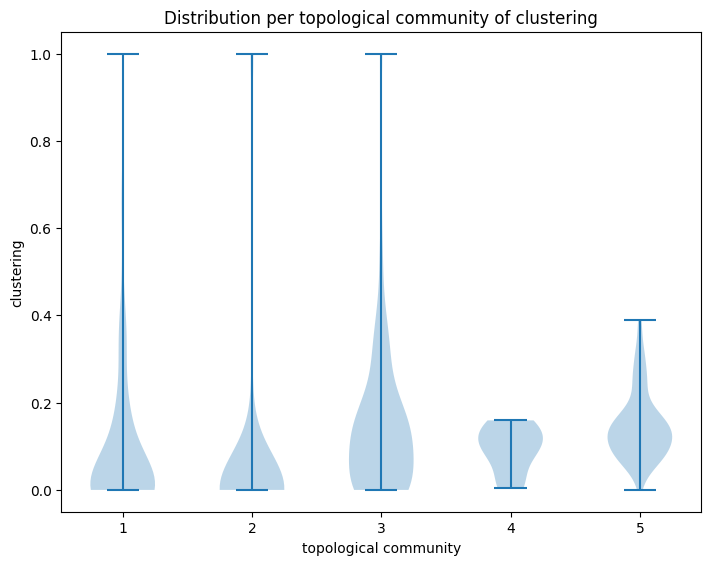 Distribution per topological community of clustering
1.0
0.8
0.6
0.4
0.2
0.0
clustering
1 2 3 4 5
topological community